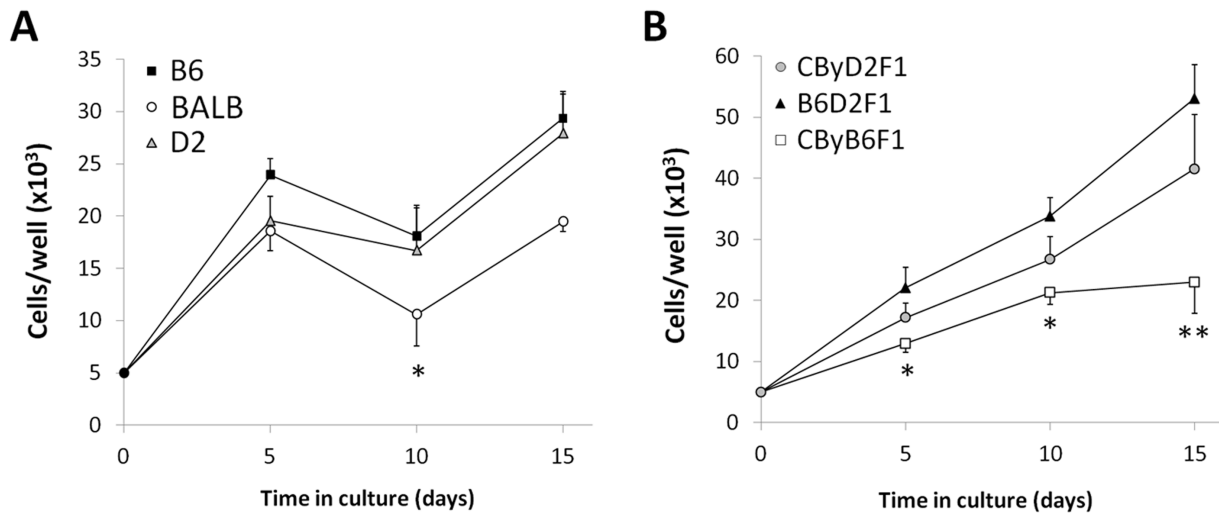 A
Cells/well (x10³)
35
30
25
20
15
10
5
0
B6
BALB
D2
*
0 5 10 15
Time in culture (days)
B
Cells/well (x10³)
60
50
40
30
20
10
0
CByD2F1
B6D2F1
CByB6F1
*
*
**
0 5 10 15
Time in culture (days)